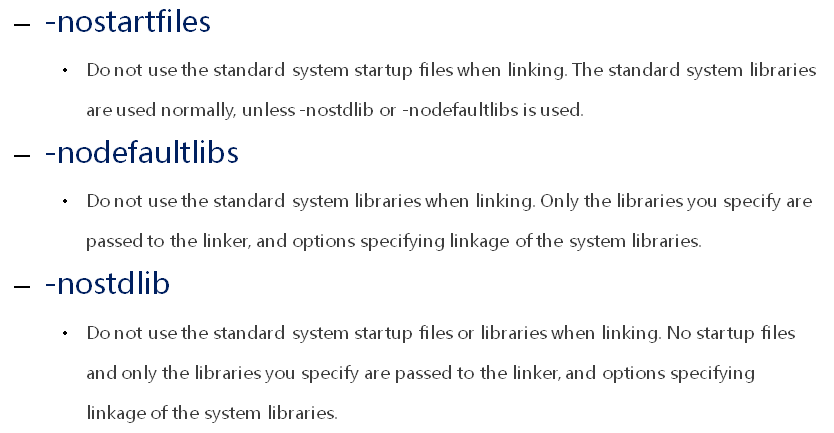 – -nostartfiles
• Do not use the standard system startup files when linking. The standard system libraries
are used normally, unless -nostdlib or -nodefaultlibs is used.
– -nodefaultlibs
• Do not use the standard system libraries when linking. Only the libraries you specify are
passed to the linker, and options specifying linkage of the system libraries.
– -nostdlib
• Do not use the standard system startup files or libraries when linking. No startup files
and only the libraries you specify are passed to the linker, and options specifying
linkage of the system libraries.